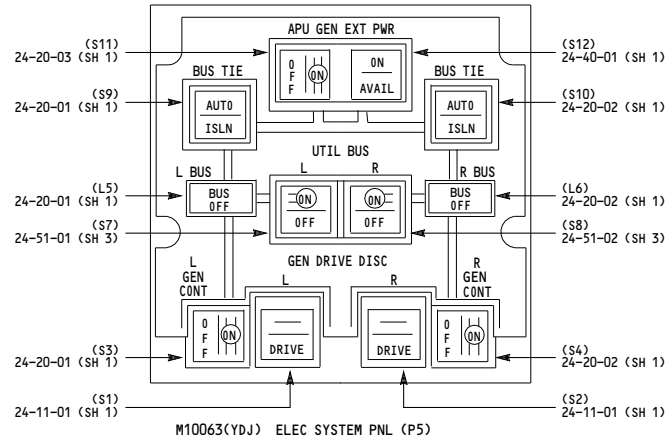 APU GEN EXT PWR
(S11)
24-20-03 (SH 1)
O
F
F
ON
ON
AVAIL
(S12)
24-40-01 (SH 1)
BUS TIE
BUS TIE
(S9)
24-20-01 (SH 1)
AUTO
ISLN
AUTO
ISLN
(S10)
24-20-02 (SH 1)
UTIL BUS
L BUS
L
R
R BUS
(L5)
24-20-01 (SH 1)
BUS
OFF
ON
OFF
ON
OFF
BUS
OFF
(L6)
24-20-02 (SH 1)
(S7)
24-51-01 (SH 3)
(S8)
24-51-02 (SH 3)
GEN DRIVE DISC
L
GEN
CONT
L
R
R
GEN
CONT
O
F
F
ON
DRIVE
DRIVE
O
F
F
ON
(S3)
24-20-01 (SH 1)
(S4)
24-20-02 (SH 1)
(S1)
24-11-01 (SH 1)
(S2)
24-11-01 (SH 1)
M10063(YDJ) ELEC SYSTEM PNL (P5)